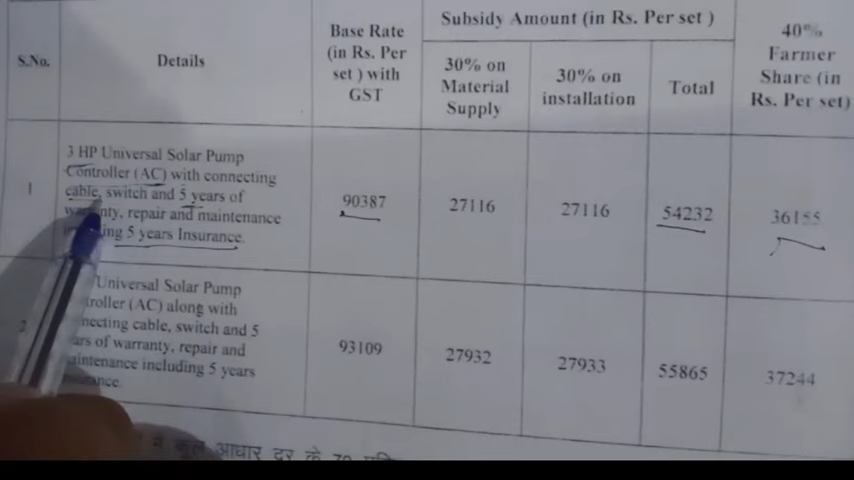 S.No.
Details
Base Rate
(in Rs. Per
set ) with
GST
Subsidy Amount (in Rs. Per set )
30% on
Material
Supply
30% on
installation
Total
40%
Farmer
Share (in
Rs. Per set)
1
3 HP Universal Solar Pump
Controller (AC) with connecting
cable, switch and 5 years of
repair and maintenance
5 years Insurance.
90387
27116
27116
54232
36155
2
Universal Solar Pump
(AC) along with
cable, switch and 5
of warranty, repair and
including 5 years
93109
27932
27933
55865
37244
आधार दर के 70